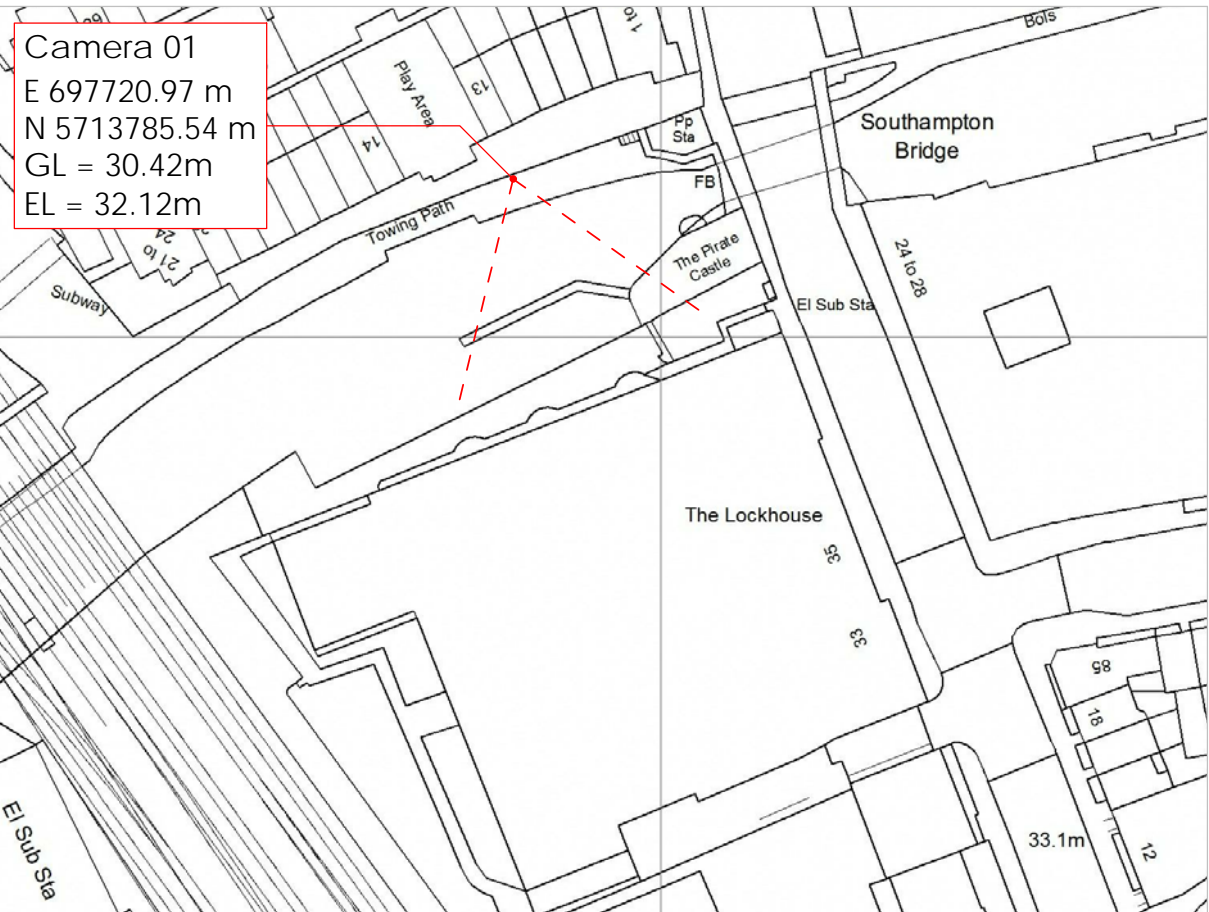 Camera 01
E 697720.97 m
N 5713785.54 m
GL = 30.42m
EL = 32.12m
11 to
Bols
Play Area
13
14
Pp
Sta
Southampton
Bridge
FB
Towing Path
24
21 to
The Pirate
Castle
24 to 28
Subway
El Sub Sta
The Lockhouse
35
33
85
18
El Sub Sta
33.1m
12